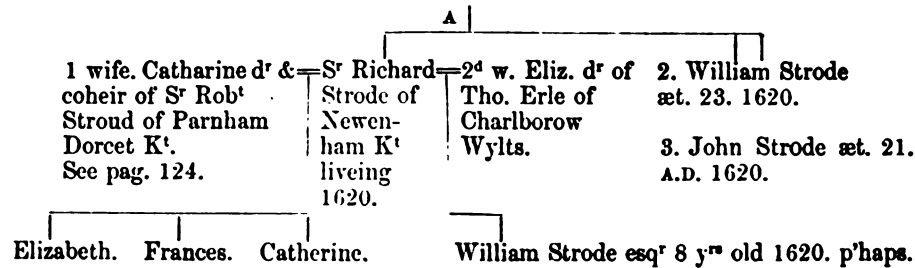 A
1 wife. Catharine dʳ & coheir of Sʳ Robᵗ Stroud of Parnham Dorcet Kᵗ. See pag. 124.
Sʳ Richard Strode of Newenham Kᵗ liveing 1620.
2ᵈ w. Eliz. dʳ of Tho. Erle of Charlborow Wylts.
2. William Strode æt. 23. 1620.
3. John Strode æt. 21. A.D. 1620.
Elizabeth. Frances. Catherine. William Strode esqʳ 8 yʳˢ old 1620. p'haps.